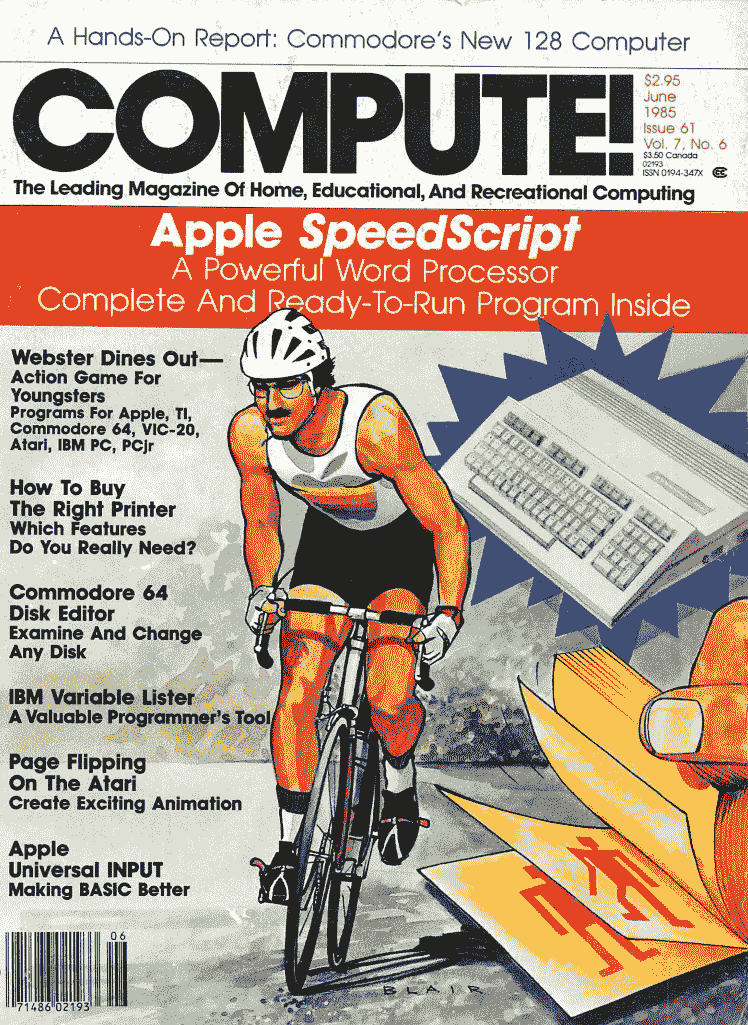 A Hands-On Report: Commodore's New 128 Computer
COMPUTE!
$2.95
June
1985
Issue 61
Vol. 7, No. 6
$3.50 Canada
02193
ISSN 0194-347X
The Leading Magazine Of Home, Educational, And Recreational Computing
Apple SpeedScript
A Powerful Word Processor
Complete And Ready-To-Run Program Inside
Webster Dines Out—
Action Game For
Youngsters
Programs For Apple, TI,
Commodore 64, VIC-20,
Atari, IBM PC, PCjr
How To Buy
The Right Printer
Which Features
Do You Really Need?
Commodore 64
Disk Editor
Examine And Change
Any Disk
IBM Variable Lister
A Valuable Programmer's Tool
Page Flipping
On The Atari
Create Exciting Animation
Apple
Universal INPUT
Making BASIC Better
06
71486 02193
BLAIR